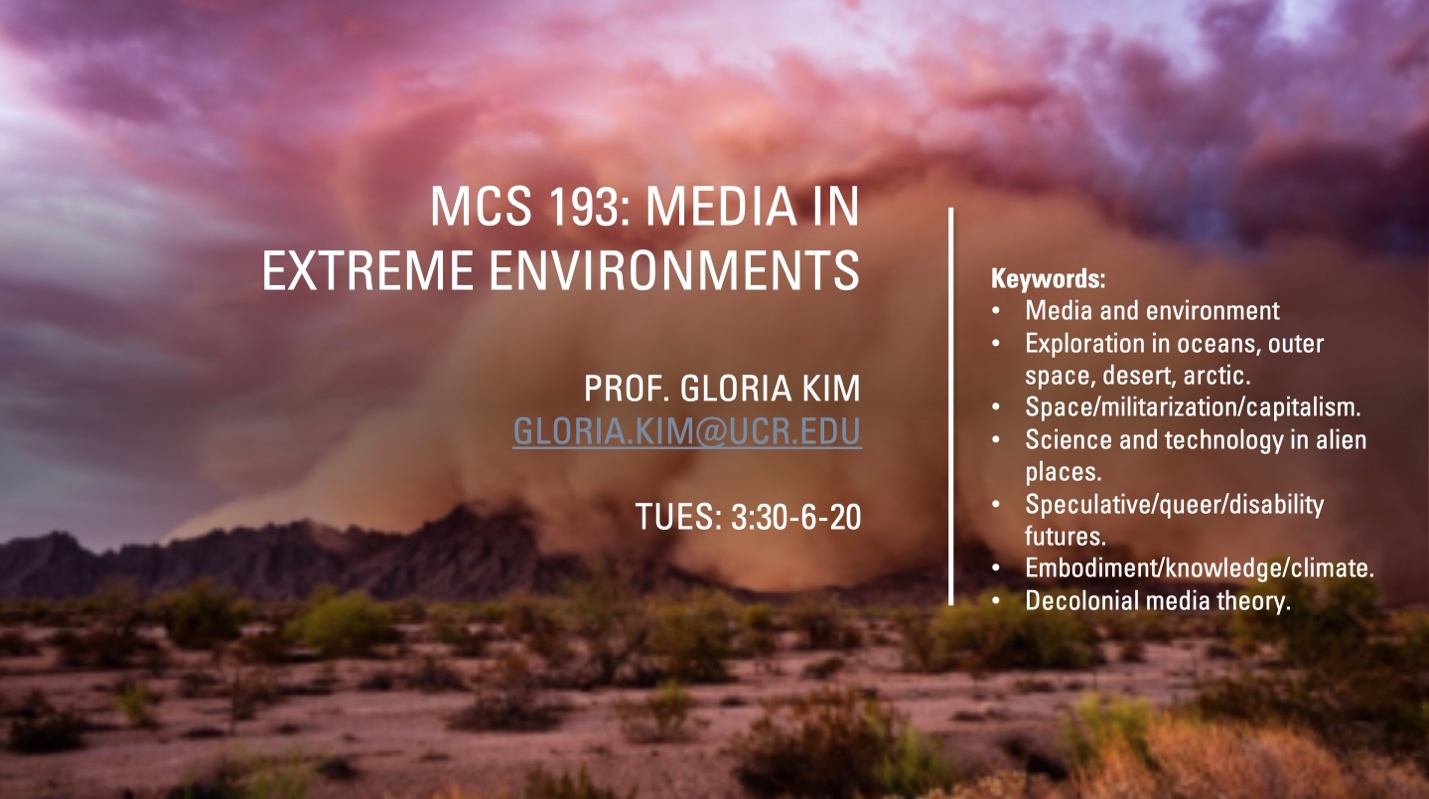 MCS 193: MEDIA IN
EXTREME ENVIRONMENTS
PROF. GLORIA KIM
GLORIA.KIM@UCR.EDU
TUES: 3:30-6-20
Keywords:
• Media and environment
• Exploration in oceans, outer
space, desert, arctic.
• Space/militarization/capitalism.
• Science and technology in alien
places.
• Speculative/queer/disability
futures.
• Embodiment/knowledge/climate.
• Decolonial media theory.